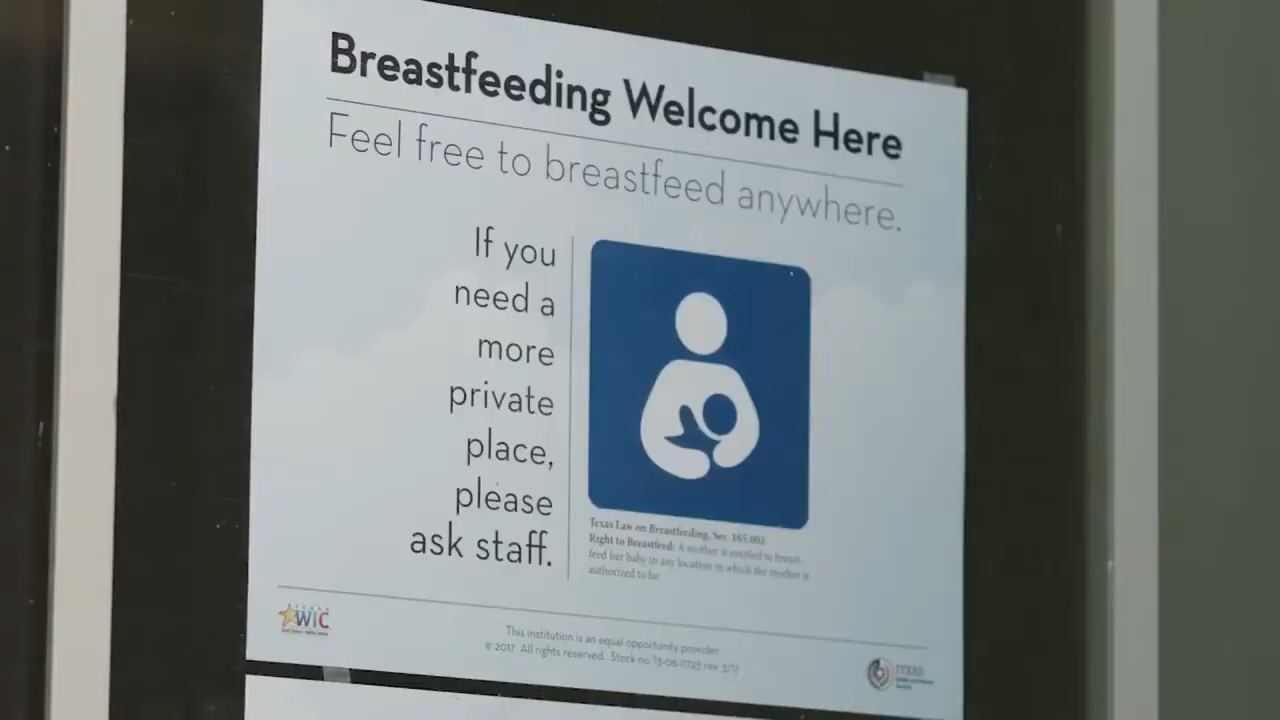 Breastfeeding Welcome Here
Feel free to breastfeed anywhere.
If you
need a
more
private
place,
please
ask staff.
Texas Law on Breastfeeding, Sec. 165.002
Right to Breastfeed: A mother is entitled to breast-
feed her baby in any location in which the mother is
authorized to be
WIC
This institution is an equal opportunity provider.
© 2017 All rights reserved. Stock no.
TEXAS